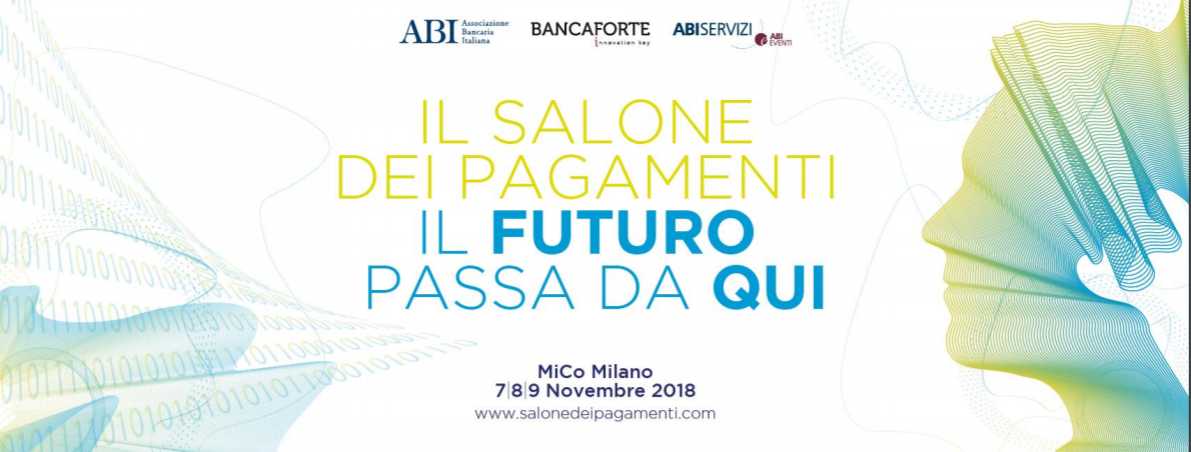 ABI Associazione
Bancaria
Italiana
BANCAFORTE
innovation key
ABISERVIZI
ABI
EVENTI
IL SALONE
DEI PAGAMENTI
IL FUTURO
PASSA DA QUI
MiCo Milano
7|8|9 Novembre 2018
www.salonedeipagamenti.com